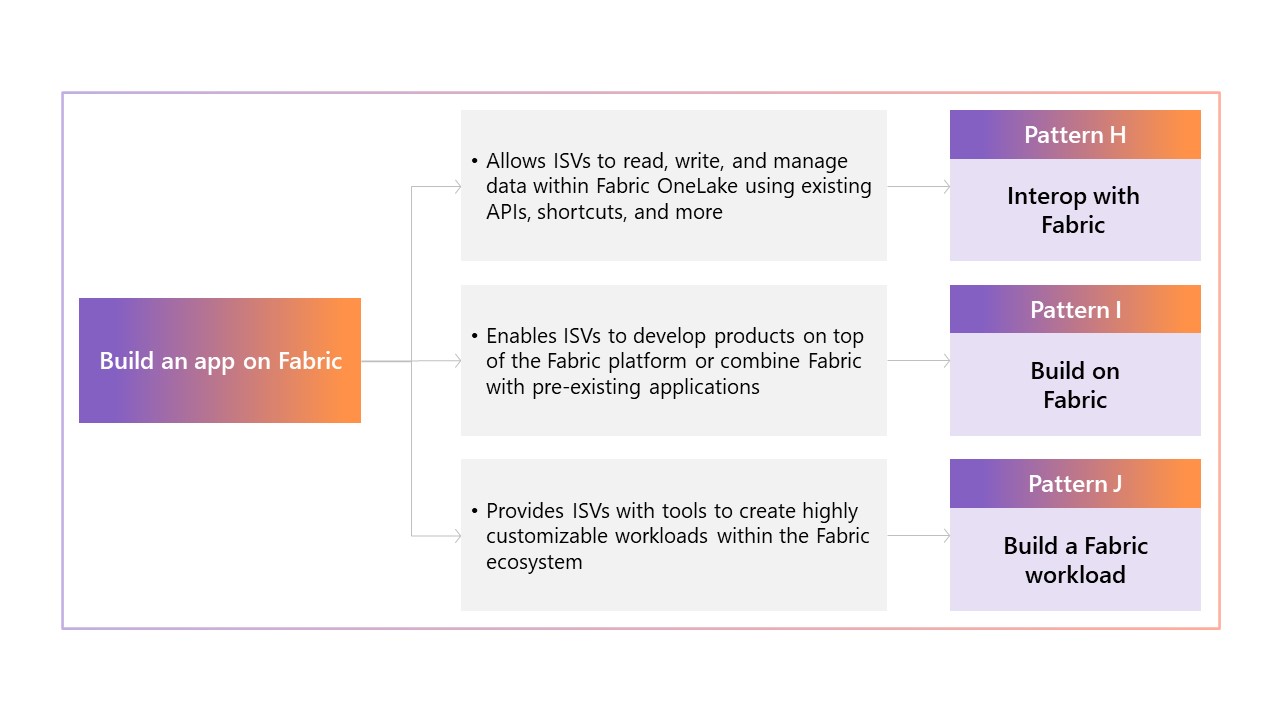 Build an app on Fabric
• Allows ISVs to read, write, and manage
data within Fabric OneLake using existing
APIs, shortcuts, and more
Pattern H
Interop with
Fabric
• Enables ISVs to develop products on top
of the Fabric platform or combine Fabric
with pre-existing applications
Pattern I
Build on
Fabric
• Provides ISVs with tools to create highly
customizable workloads within the Fabric
ecosystem
Pattern J
Build a Fabric
workload